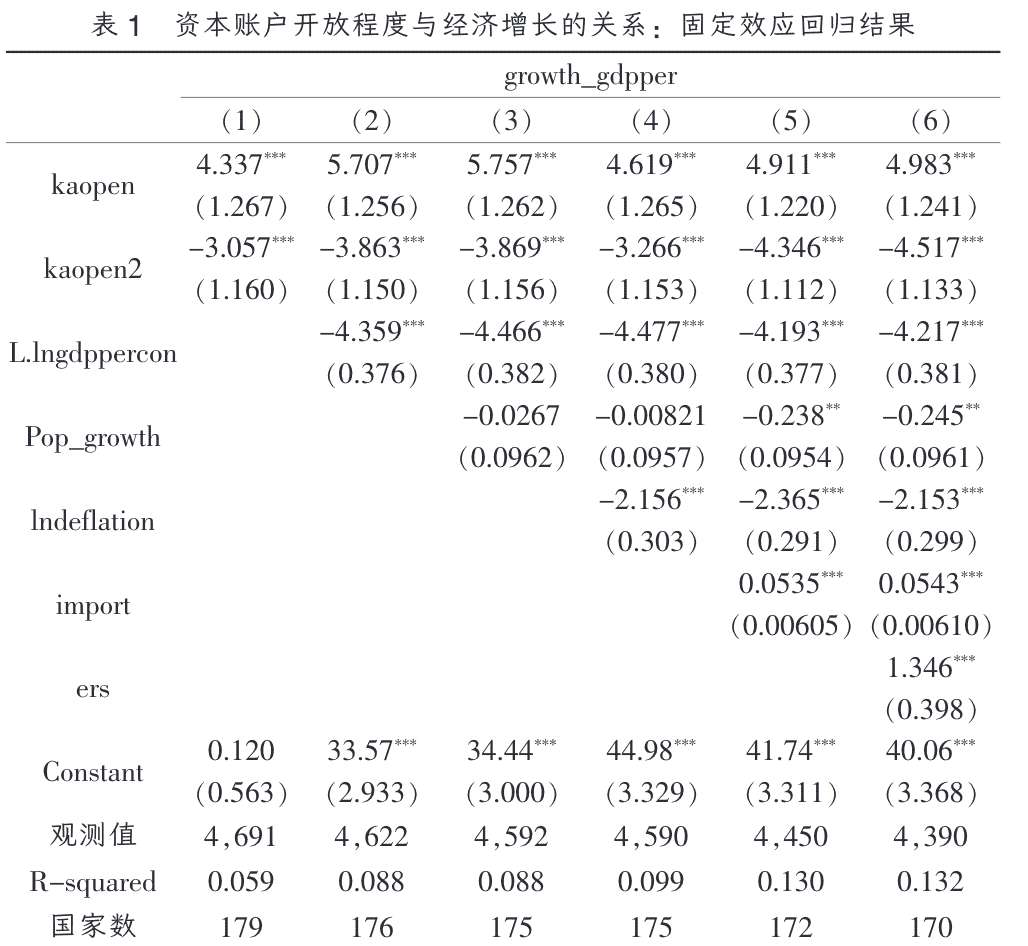 表 1 资本账户开放程度与经济增长的关系：固定效应回归结果
growth_gdpper
(1) (2) (3) (4) (5) (6)
kaopen 4.337*** 5.707*** 5.757*** 4.619*** 4.911*** 4.983***
(1.267) (1.256) (1.262) (1.265) (1.220) (1.241)
kaopen2 -3.057*** -3.863*** -3.869*** -3.266*** -4.346*** -4.517***
(1.160) (1.150) (1.156) (1.153) (1.112) (1.133)
L.lngdppercon -4.359*** -4.466*** -4.477*** -4.193*** -4.217***
(0.376) (0.382) (0.380) (0.377) (0.381)
Pop_growth -0.0267 -0.00821 -0.238** -0.245**
(0.0962) (0.0957) (0.0954) (0.0961)
lndeflation -2.156*** -2.365*** -2.153***
(0.303) (0.291) (0.299)
import 0.0535*** 0.0543***
(0.00605) (0.00610)
ers 1.346***
(0.398)
Constant 0.120 33.57*** 34.44*** 44.98*** 41.74*** 40.06***
(0.563) (2.933) (3.000) (3.329) (3.311) (3.368)
观测值 4,691 4,622 4,592 4,590 4,450 4,390
R-squared 0.059 0.088 0.088 0.099 0.130 0.132
国家数 179 176 175 175 172 170